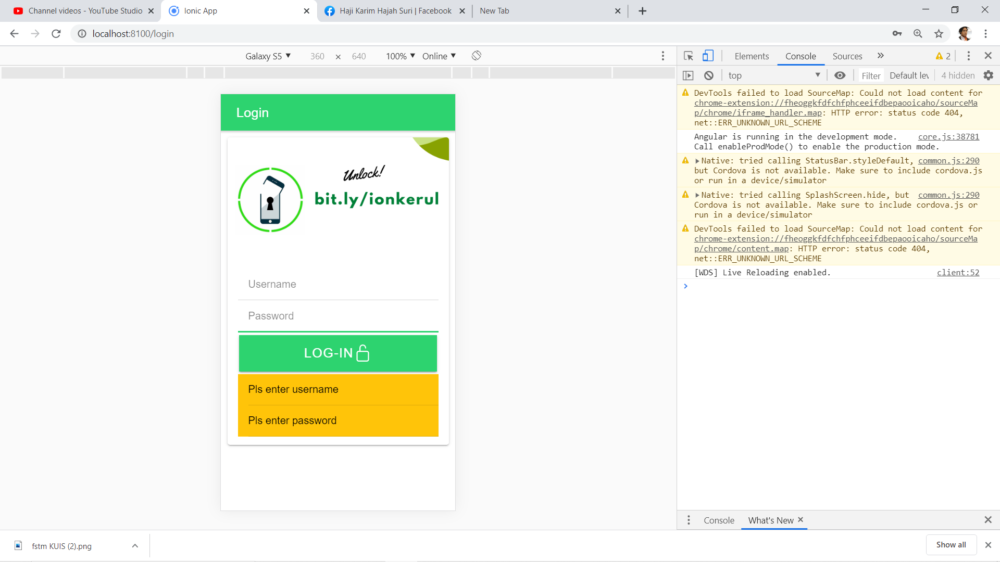 Channel videos - YouTube Studio
Ionic App
Haji Karim Hajah Suri | Facebook
New Tab
localhost:8100/login
Galaxy S5 ▼ 360 × 640 100% ▼ Online ▼
Elements Console Sources » 2
top ▼ Filter Default lev 4 hidden
Login
Unlock!
bit.ly/ionkerul
Username
Password
LOG-IN
Pls enter username
Pls enter password
DevTools failed to load SourceMap: Could not load content for
chrome-extension://fheoggkfdfchfphceeifdbepaooicaho/sourceMa
p/chrome/iframe_handler.map: HTTP error: status code 404,
net::ERR_UNKNOWN_URL_SCHEME
Angular is running in the development mode. core.js:38781
Call enableProdMode() to enable the production mode.
Native: tried calling StatusBar.styleDefault, common.js:290
but Cordova is not available. Make sure to include cordova.js
or run in a device/simulator
Native: tried calling SplashScreen.hide, but common.js:290
Cordova is not available. Make sure to include cordova.js or
run in a device/simulator
DevTools failed to load SourceMap: Could not load content for
chrome-extension://fheoggkfdfchfphceeifdbepaooicaho/sourceMa
p/chrome/content.map: HTTP error: status code 404,
net::ERR_UNKNOWN_URL_SCHEME
[WDS] Live Reloading enabled. client:52
Console What's New
fstm KUIS (2).png
Show all